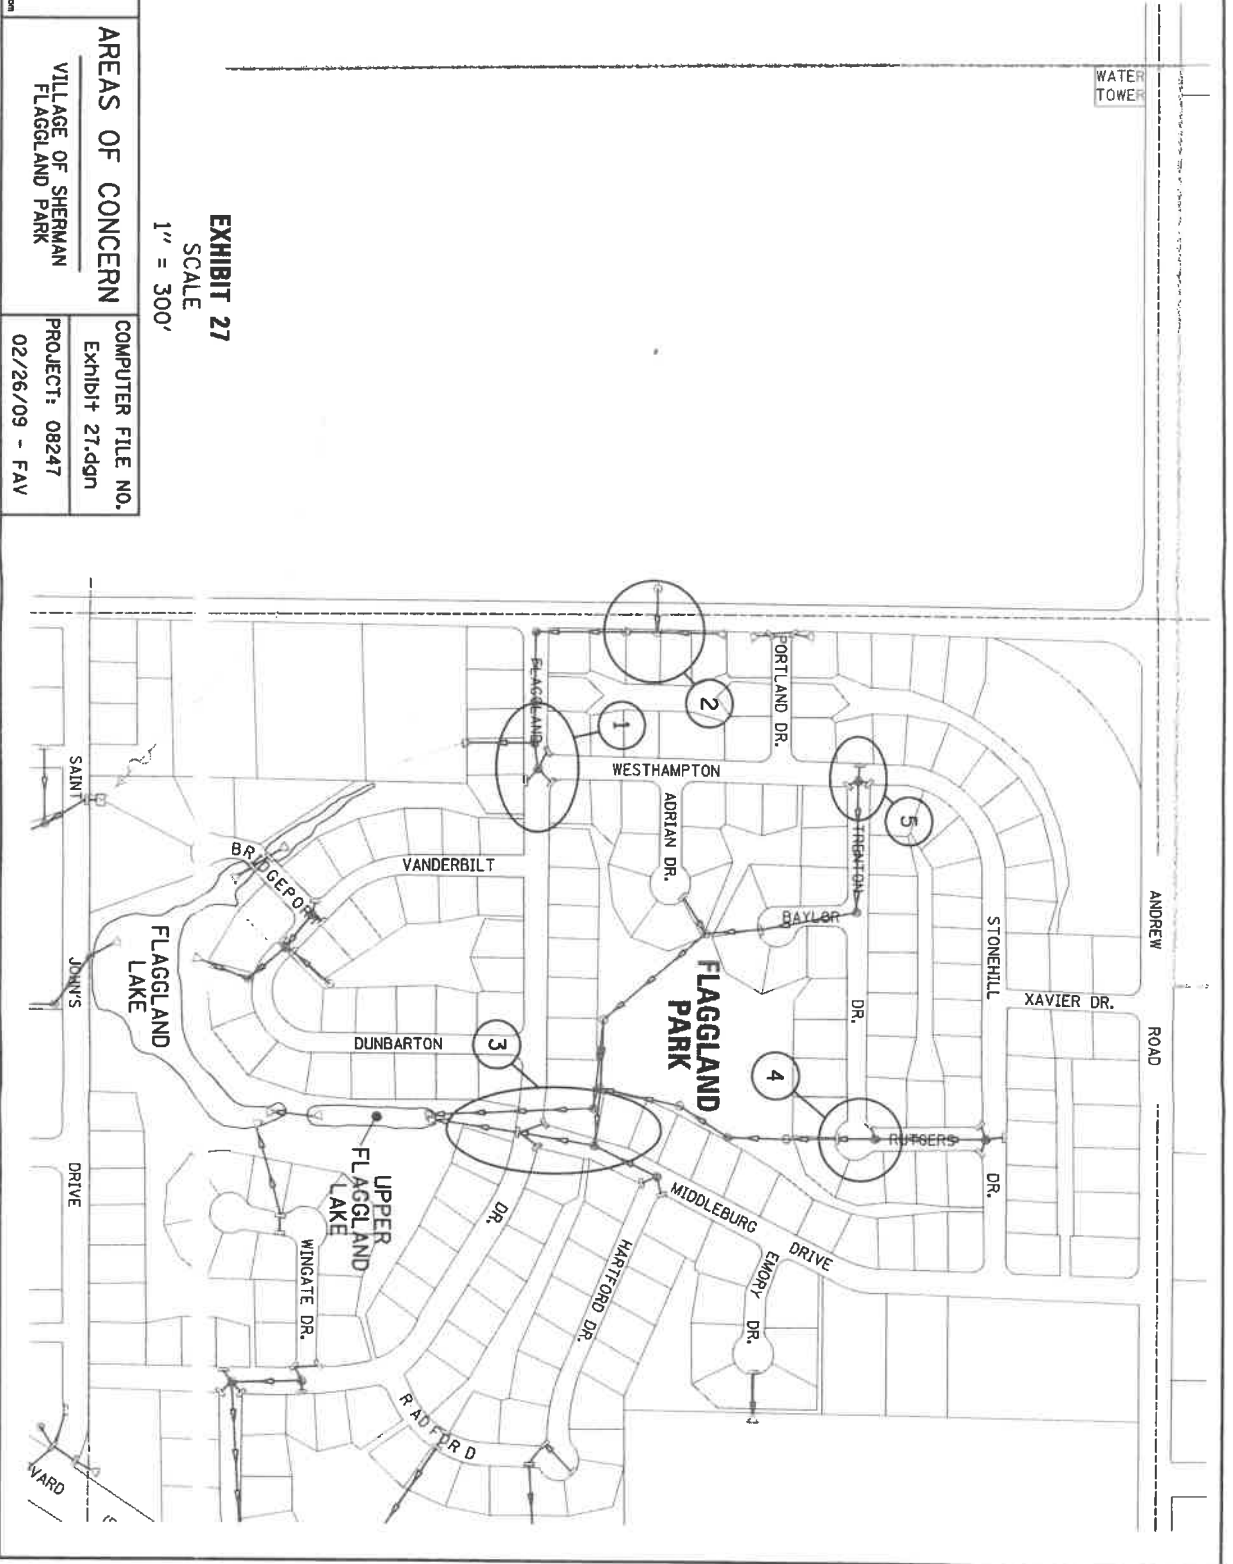 WATER
TOWER
ANDREW
ROAD
EXHIBIT 27
SCALE
1" = 300'
AREAS OF CONCERN
VILLAGE OF SHERMAN
FLAGGLAND PARK
COMPUTER FILE NO.
Exhibit 27.dgn
PROJECT: 08247
02/26/09 - FAV
PORTLAND DR.
2
1
FLAGGLAND
WESTHAMPTON
ADRIAN DR.
5
TRENTON
BAYLOR
DR.
STONEHILL
DR.
XAVIER DR.
VANDERBILT
BRIDGEPORT
FLAGGLAND
PARK
FLAGGLAND
LAKE
DUNBARTON
3
4
RUTGERS
MIDDLEBURG
DRIVE
EMORY DR.
HARTFORD DR.
DR.
UPPER
FLAGGLAND
LAKE
WINGATE DR.
RADFORD
SAINT
JOHN'S
DRIVE
VARD